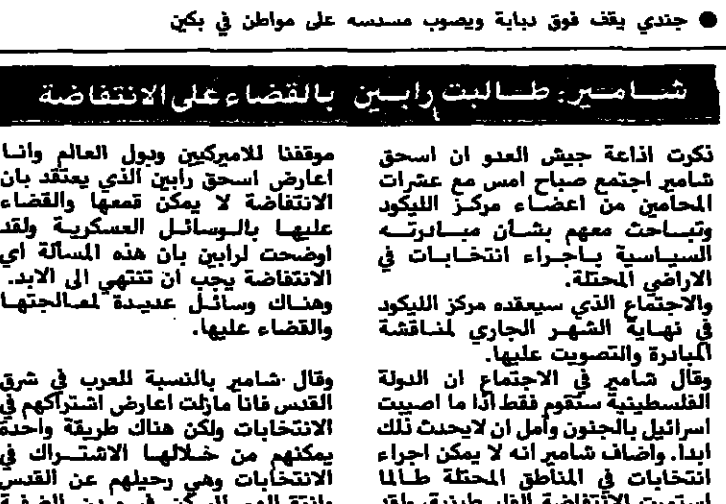 ● جندي يقف فوق دبابة ويصوب مسدسه على مواطن في بكين
شامير: طالبت رابين بالقضاء على الانتفاضة
ذكرت اذاعة جيش العدو ان اسحق
شامير اجتمع صباح امس مع عشرات
المحامين من اعضاء مركز الليكود
وتباحث معهم بشأن مبادرته
السياسية باجراء انتخابات في
الاراضي المحتلة.
والاجتماع الذي سيعقده مركز الليكود
في نهاية الشهر الجاري لمناقشة
المبادرة والتصويت عليها.
وقال شامير في الاجتماع ان الدولة
الفلسطينية ستقوم فقط اذا ما اصيبت
اسرائيل بالجنون وأمل ان لايحدث ذلك
ابدا. واضاف شامير انه لا يمكن اجراء
انتخابات في المناطق المحتلة طالما
استمرت الانتفاضة الفلسطينية ولقد
موقفنا للاميركيين ودول العالم وانا
اعارض اسحق رابين الذي يعتقد بان
الانتفاضة لا يمكن قمعها والقضاء
عليها بالوسائل العسكرية ولقد
اوضحت لرابين بان هذه المسألة اي
الانتفاضة يجب ان تنتهي الى الابد.
وهناك وسائل عديدة لمعالجتها
والقضاء عليها.
وقال شامير بالنسبة للعرب في شرق
القدس فانا مازلت اعارض اشتراكهم في
الانتخابات ولكن هناك طريقة واحدة
يمكنهم من خلالها الاشتراك في
الانتخابات وهي رحيلهم عن القدس